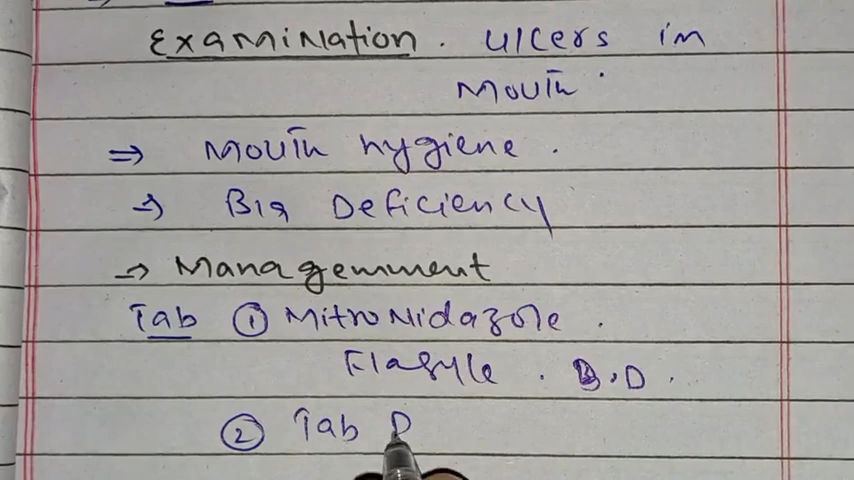 Examination. Ulcers in
Mouth.
⇒ Mouth hygiene.
→ B12 Deficiency
→ Managemment
Tab ① Mitronidazole.
Flagyle. B.D.
② Tab D